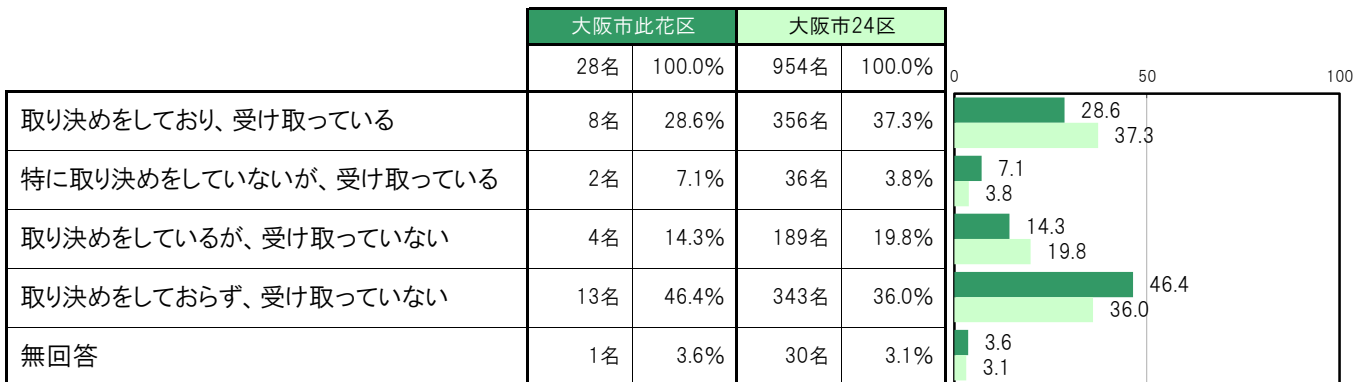 大阪市此花区 大阪市24区
28名 100.0% 954名 100.0%
0 50 100
取り決めをしており、受け取っている 8名 28.6% 356名 37.3%
28.6
37.3
特に取り決めをしていないが、受け取っている 2名 7.1% 36名 3.8%
7.1
3.8
取り決めをしているが、受け取っていない 4名 14.3% 189名 19.8%
14.3
19.8
取り決めをしておらず、受け取っていない 13名 46.4% 343名 36.0%
46.4
36.0
無回答 1名 3.6% 30名 3.1%
3.6
3.1